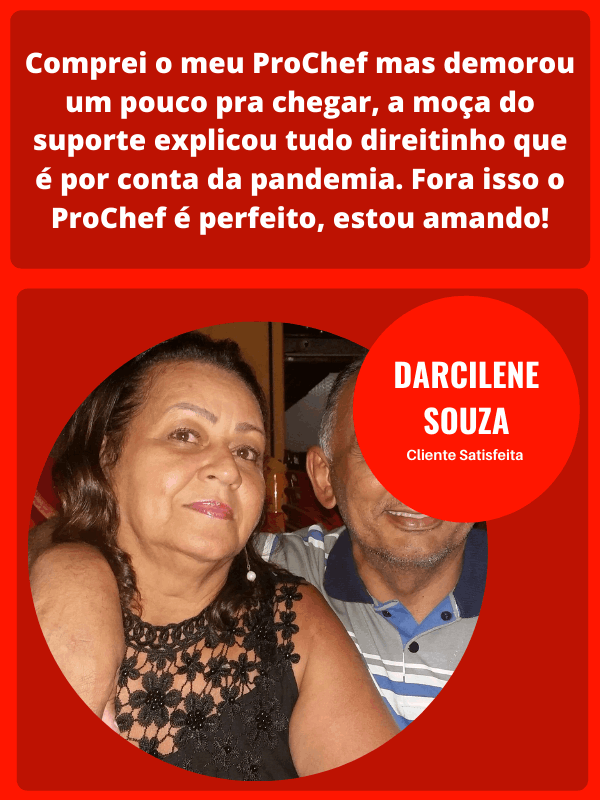 Comprei o meu ProChef mas demorou
um pouco pra chegar, a moça do
suporte explicou tudo direitinho que
é por conta da pandemia. Fora isso o
ProChef é perfeito, estou amando!
DARCILENE
SOUZA
Cliente Satisfeita